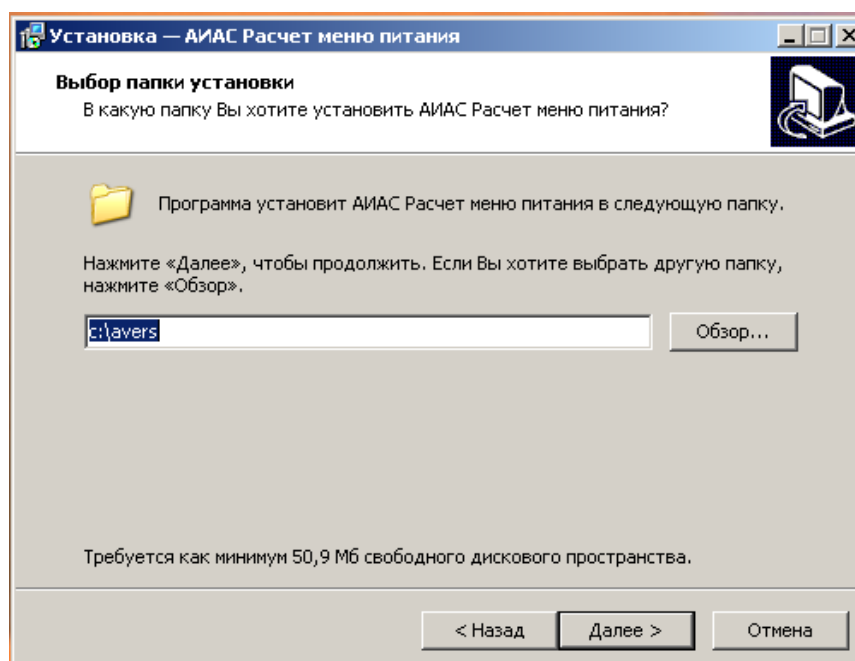 Установка — АИАС Расчет меню питания
Выбор папки установки
В какую папку Вы хотите установить АИАС Расчет меню питания?
Программа установит АИАС Расчет меню питания в следующую папку.
Нажмите «Далее», чтобы продолжить. Если Вы хотите выбрать другую папку,
нажмите «Обзор».
c:\avers
Обзор...
Требуется как минимум 50,9 Мб свободного дискового пространства.
< Назад
Далее >
Отмена